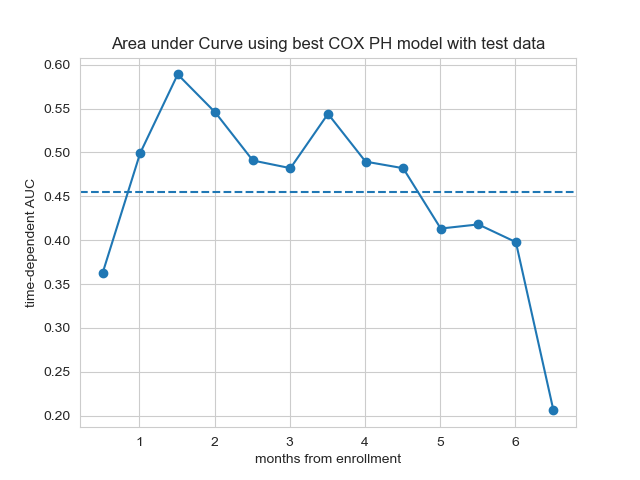 Area under Curve using best COX PH model with test data
time-dependent AUC
0.60
0.55
0.50
0.45
0.40
0.35
0.30
0.25
0.20
1 2 3 4 5 6
months from enrollment